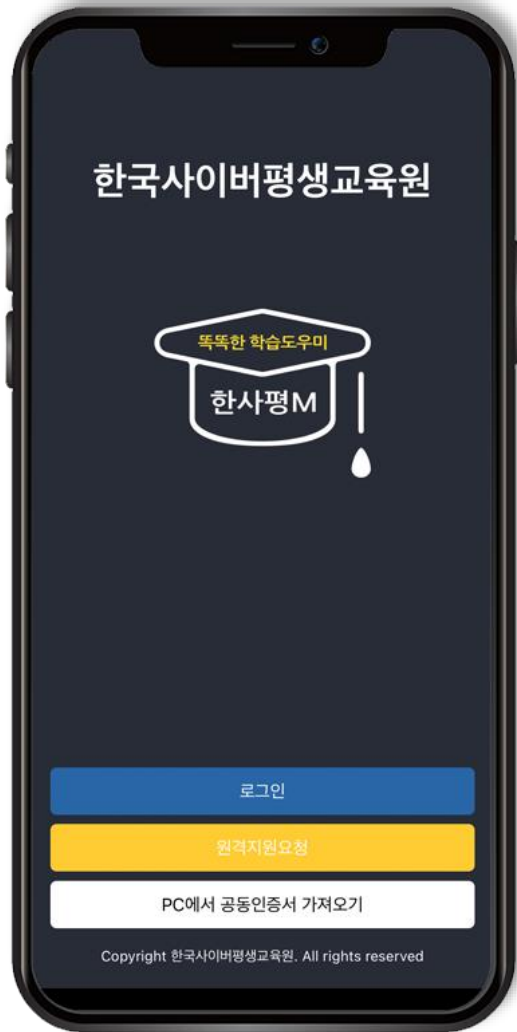 한국사이버평생교육원
똑똑한 학습도우미
한사평M
로그인
원격지원요청
PC에서 공동인증서 가져오기
Copyright 한국사이버평생교육원. All rights reserved